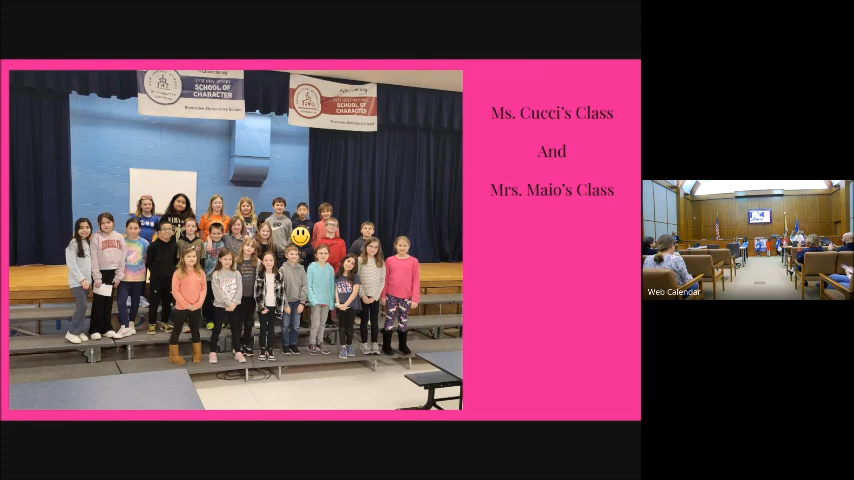 SCHOOL OF
CHARACTER
SCHOOL OF
CHARACTER
Ms. Cucci's Class
And
Mrs. Maio's Class
Web Calendar